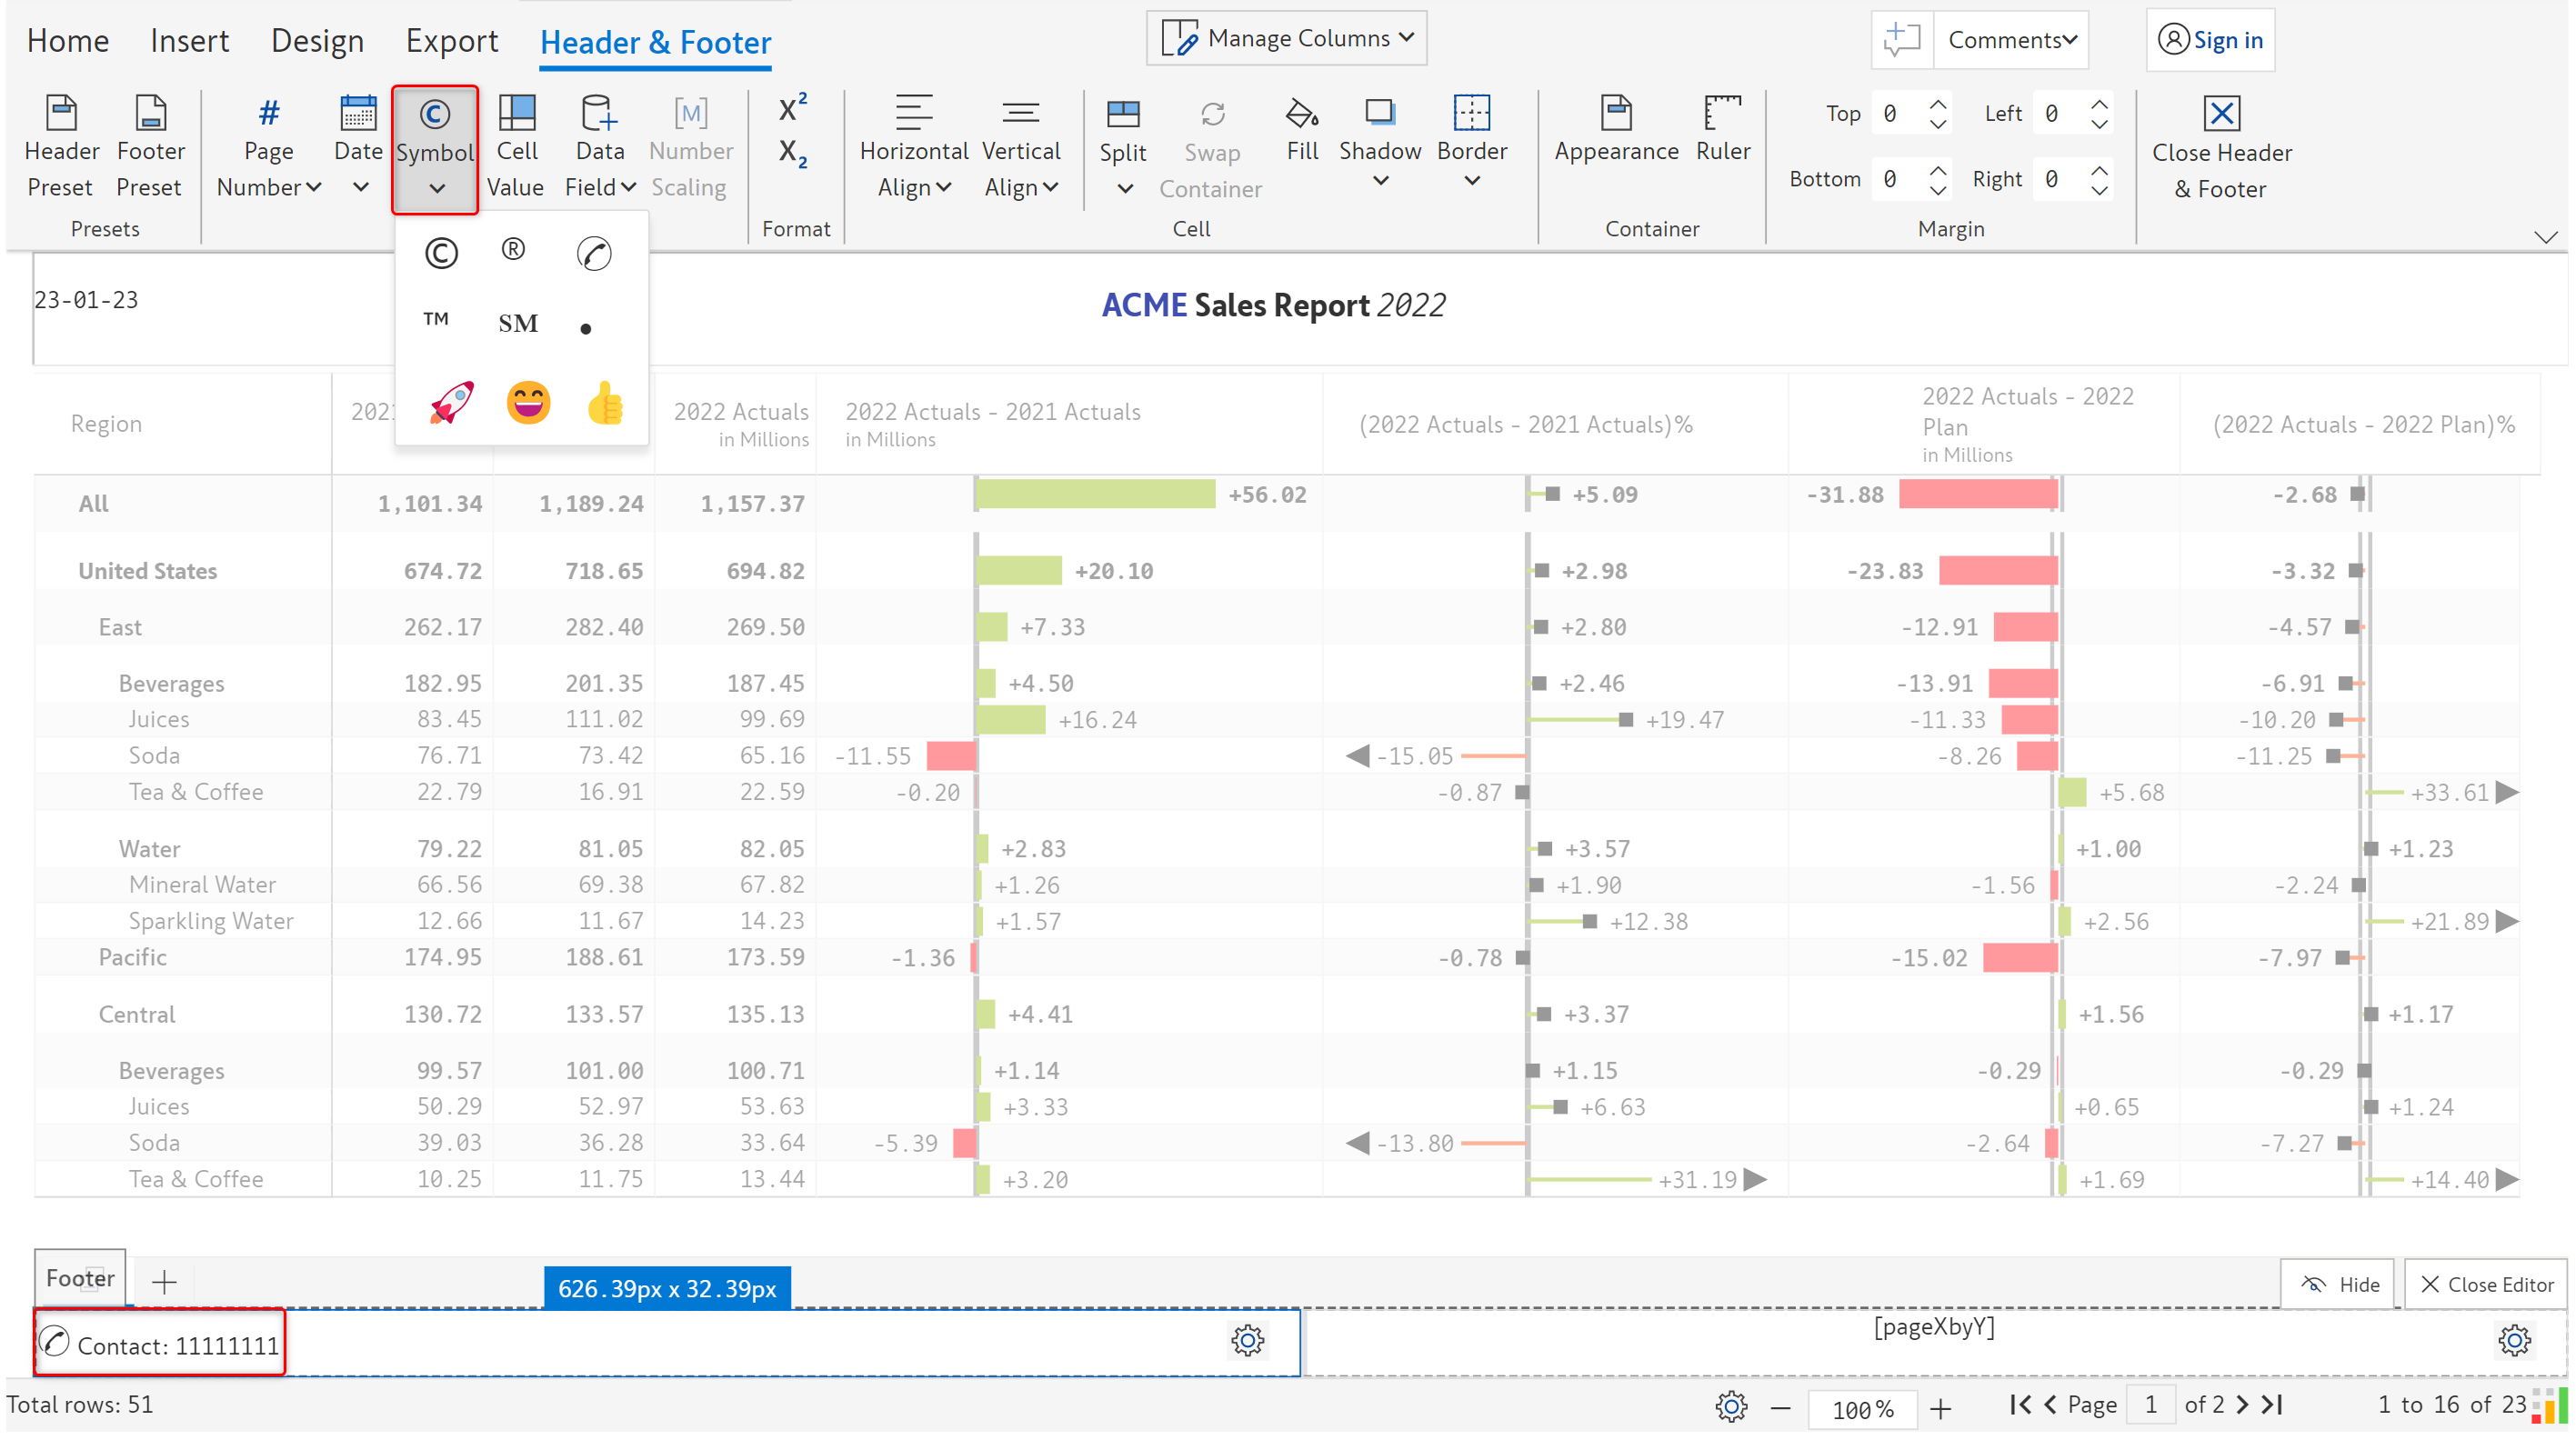 Home Insert Design Export Header & Footer Manage Columns Comments Sign in
Header Preset Footer Preset
# Page Number Date © Symbol Cell Value Data Field [M] Number Scaling
X² X₂
Horizontal Align Vertical Align Split Swap Container Fill Shadow Border
Appearance Ruler
Top 0 Left 0
Bottom 0 Right 0
Close Header & Footer
Presets Format Cell Container Margin
© ® ✆
™ SM •
🚀 😄 👍
23-01-23 ACME Sales Report 2022
Region 2021 2022 Actuals in Millions 2022 Actuals - 2021 Actuals in Millions (2022 Actuals - 2021 Actuals)% 2022 Actuals - 2022 Plan in Millions (2022 Actuals - 2022 Plan)%
All 1,101.34 1,189.24 1,157.37 +56.02 +5.09 -31.88 -2.68
United States 674.72 718.65 694.82 +20.10 +2.98 -23.83 -3.32
East 262.17 282.40 269.50 +7.33 +2.80 -12.91 -4.57
Beverages 182.95 201.35 187.45 +4.50 +2.46 -13.91 -6.91
Juices 83.45 111.02 99.69 +16.24 +19.47 -11.33 -10.20
Soda 76.71 73.42 65.16 -11.55 -15.05 -8.26 -11.25
Tea & Coffee 22.79 16.91 22.59 -0.20 -0.87 +5.68 +33.61
Water 79.22 81.05 82.05 +2.83 +3.57 +1.00 +1.23
Mineral Water 66.56 69.38 67.82 +1.26 +1.90 -1.56 -2.24
Sparkling Water 12.66 11.67 14.23 +1.57 +12.38 +2.56 +21.89
Pacific 174.95 188.61 173.59 -1.36 -0.78 -15.02 -7.97
Central 130.72 133.57 135.13 +4.41 +3.37 +1.56 +1.17
Beverages 99.57 101.00 100.71 +1.14 +1.15 -0.29 -0.29
Juices 50.29 52.97 53.63 +3.33 +6.63 +0.65 +1.24
Soda 39.03 36.28 33.64 -5.39 -13.80 -2.64 -7.27
Tea & Coffee 10.25 11.75 13.44 +3.20 +31.19 +1.69 +14.40
Footer 626.39px x 32.39px Hide Close Editor
✆ Contact: 11111111 [pageXbyY]
Total rows: 51 100% Page 1 of 2 1 to 16 of 23